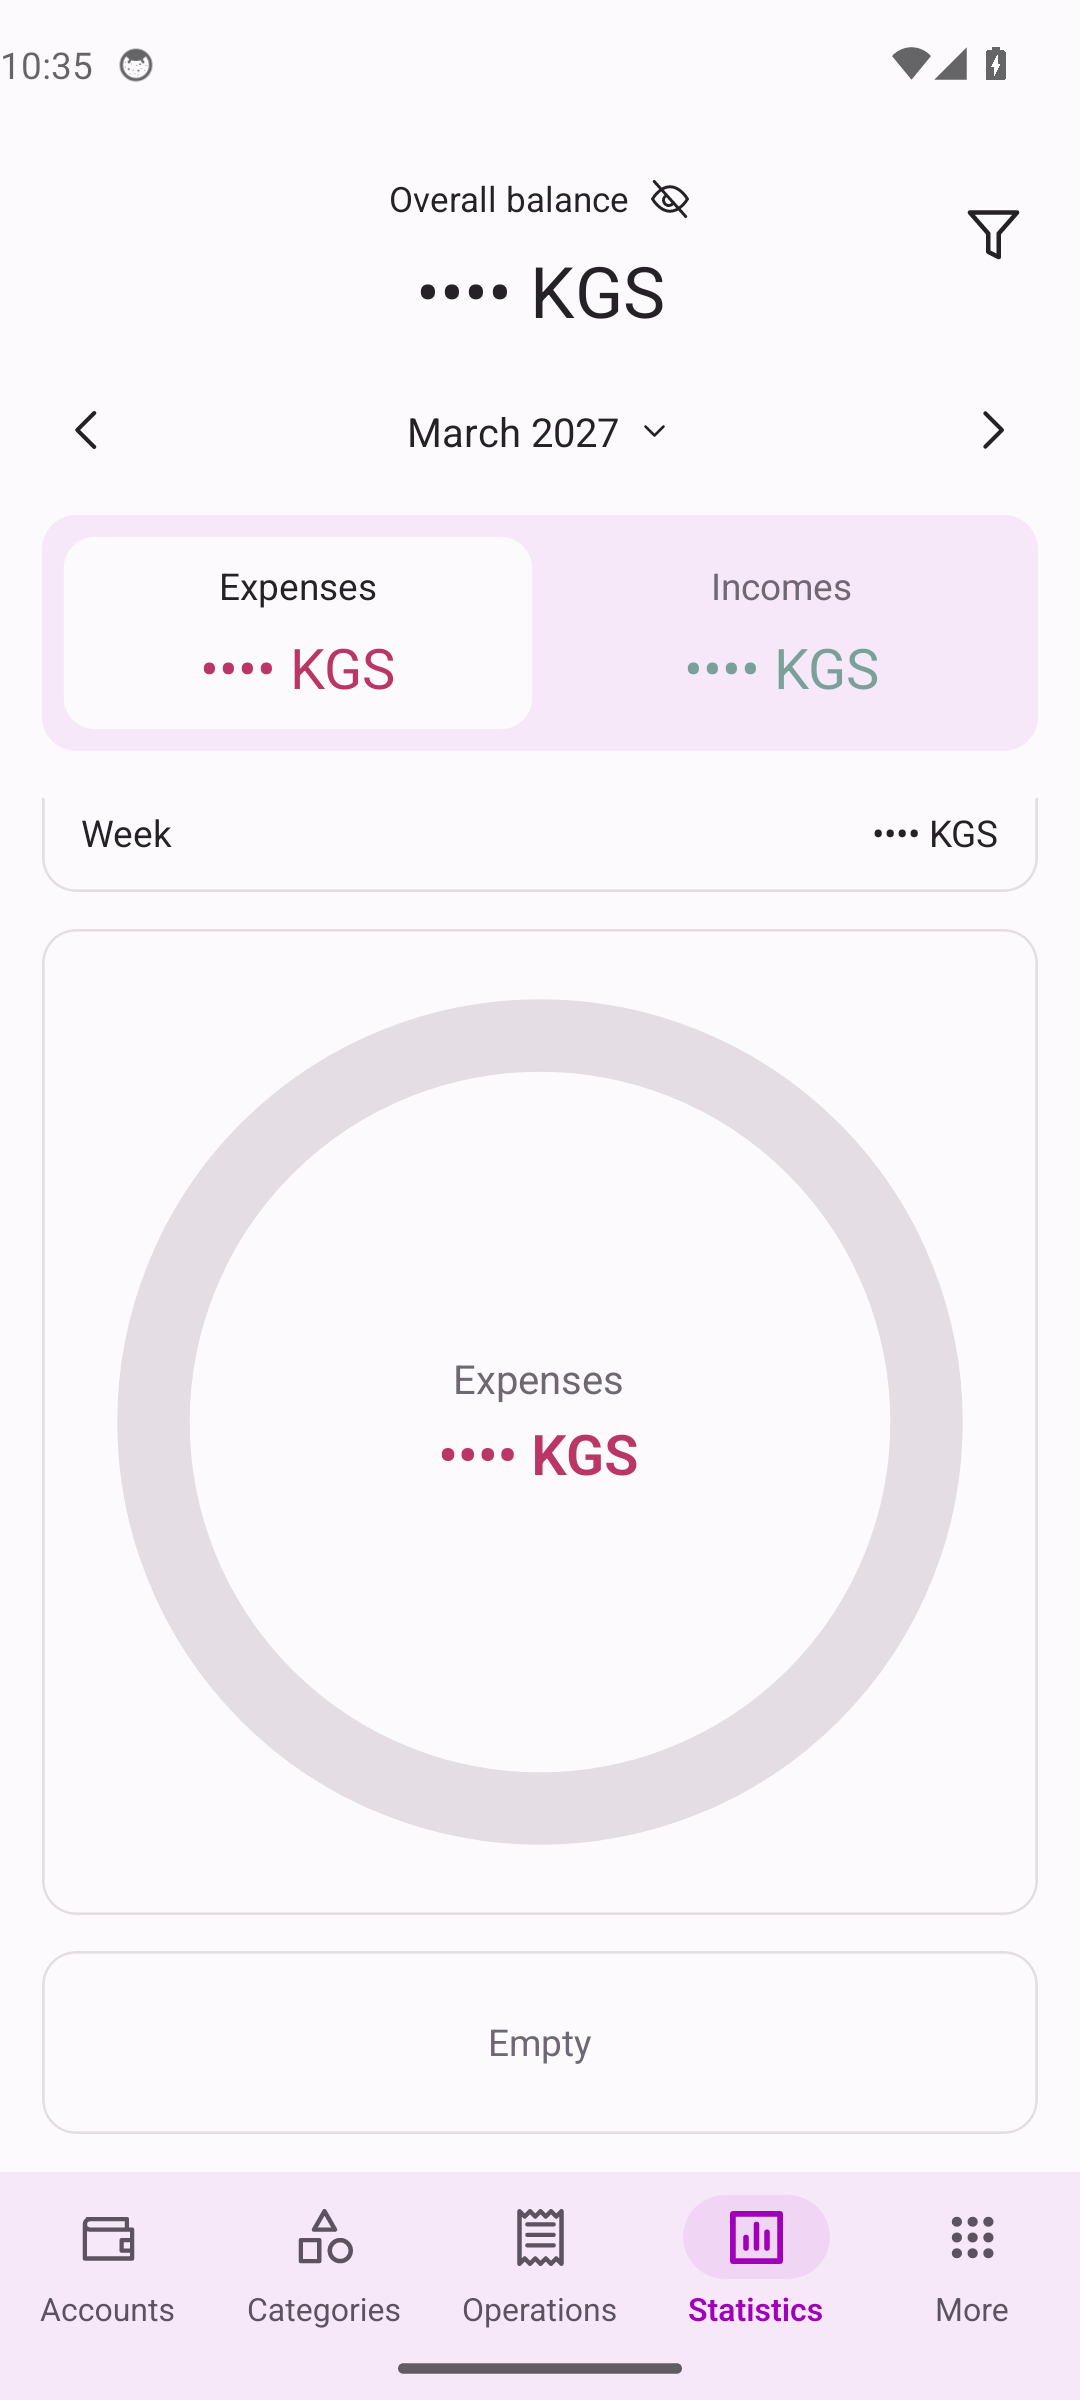 10:35
Overall balance
•••• KGS
March 2027
Expenses
•••• KGS
Incomes
•••• KGS
Week
•••• KGS
Expenses
•••• KGS
Empty
Accounts
Categories
Operations
Statistics
More